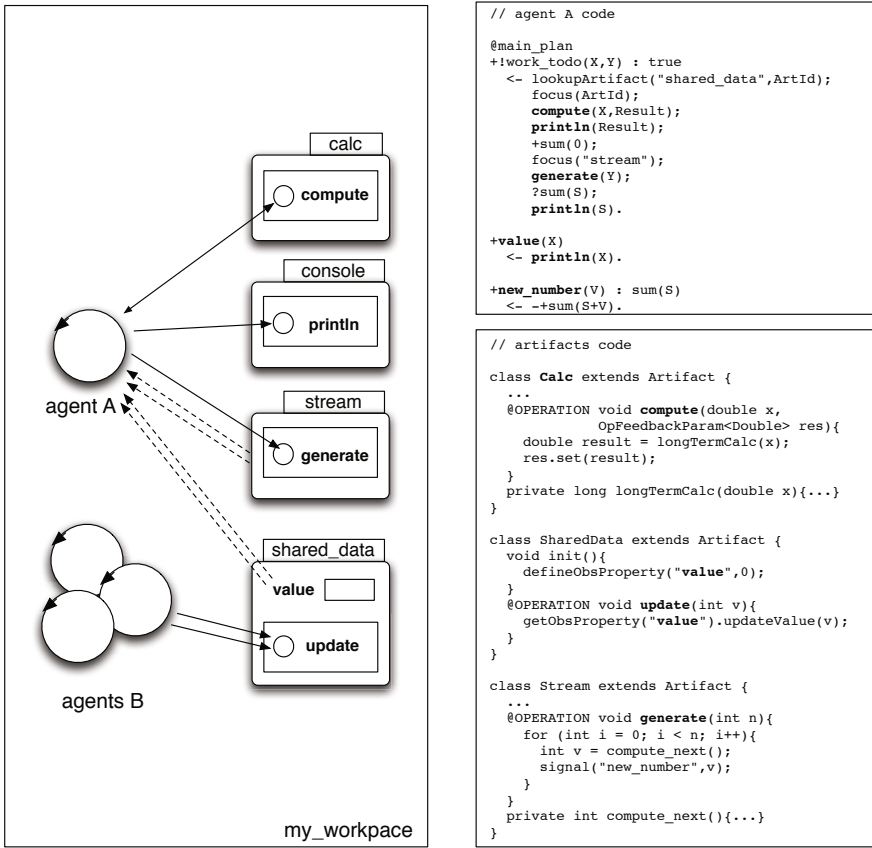 calc
compute
console
println
agent A
stream
generate
shared_data
value
update
agents B
my_workpace
// agent A code
@main_plan
+!work_todo(X,Y) : true
<- lookupArtifact("shared_data",ArtId);
focus(ArtId);
compute(X,Result);
println(Result);
+sum(0);
focus("stream");
generate(Y);
?sum(S);
println(S).
+value(X)
<- println(X).
+new_number(V) : sum(S)
<- -+sum(S+V).
// artifacts code
class Calc extends Artifact {
...
@OPERATION void compute(double x,
OpFeedbackParam<Double> res){
double result = longTermCalc(x);
res.set(result);
}
private long longTermCalc(double x){...}
}
class SharedData extends Artifact {
void init(){
defineObsProperty("value",0);
}
@OPERATION void update(int v){
getObsProperty("value").updateValue(v);
}
}
class Stream extends Artifact {
...
@OPERATION void generate(int n){
for (int i = 0; i < n; i++){
int v = compute_next();
signal("new_number",v);
}
}
private int compute_next(){...}
}